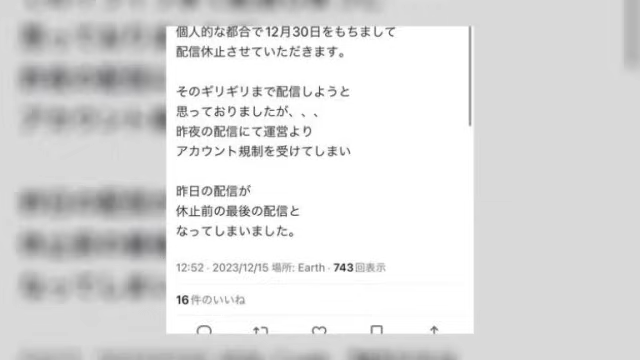 個人的な都合で12月30日をもちまして
配信休止させていただきます。
そのギリギリまで配信しようと
思っておりましたが、、、
昨夜の配信にて運営より
アカウント規制を受けてしまい
昨日の配信が
休止前の最後の配信と
なってしまいました。
12:52 · 2023/12/15 場所: Earth · 743回表示
16件のいいね